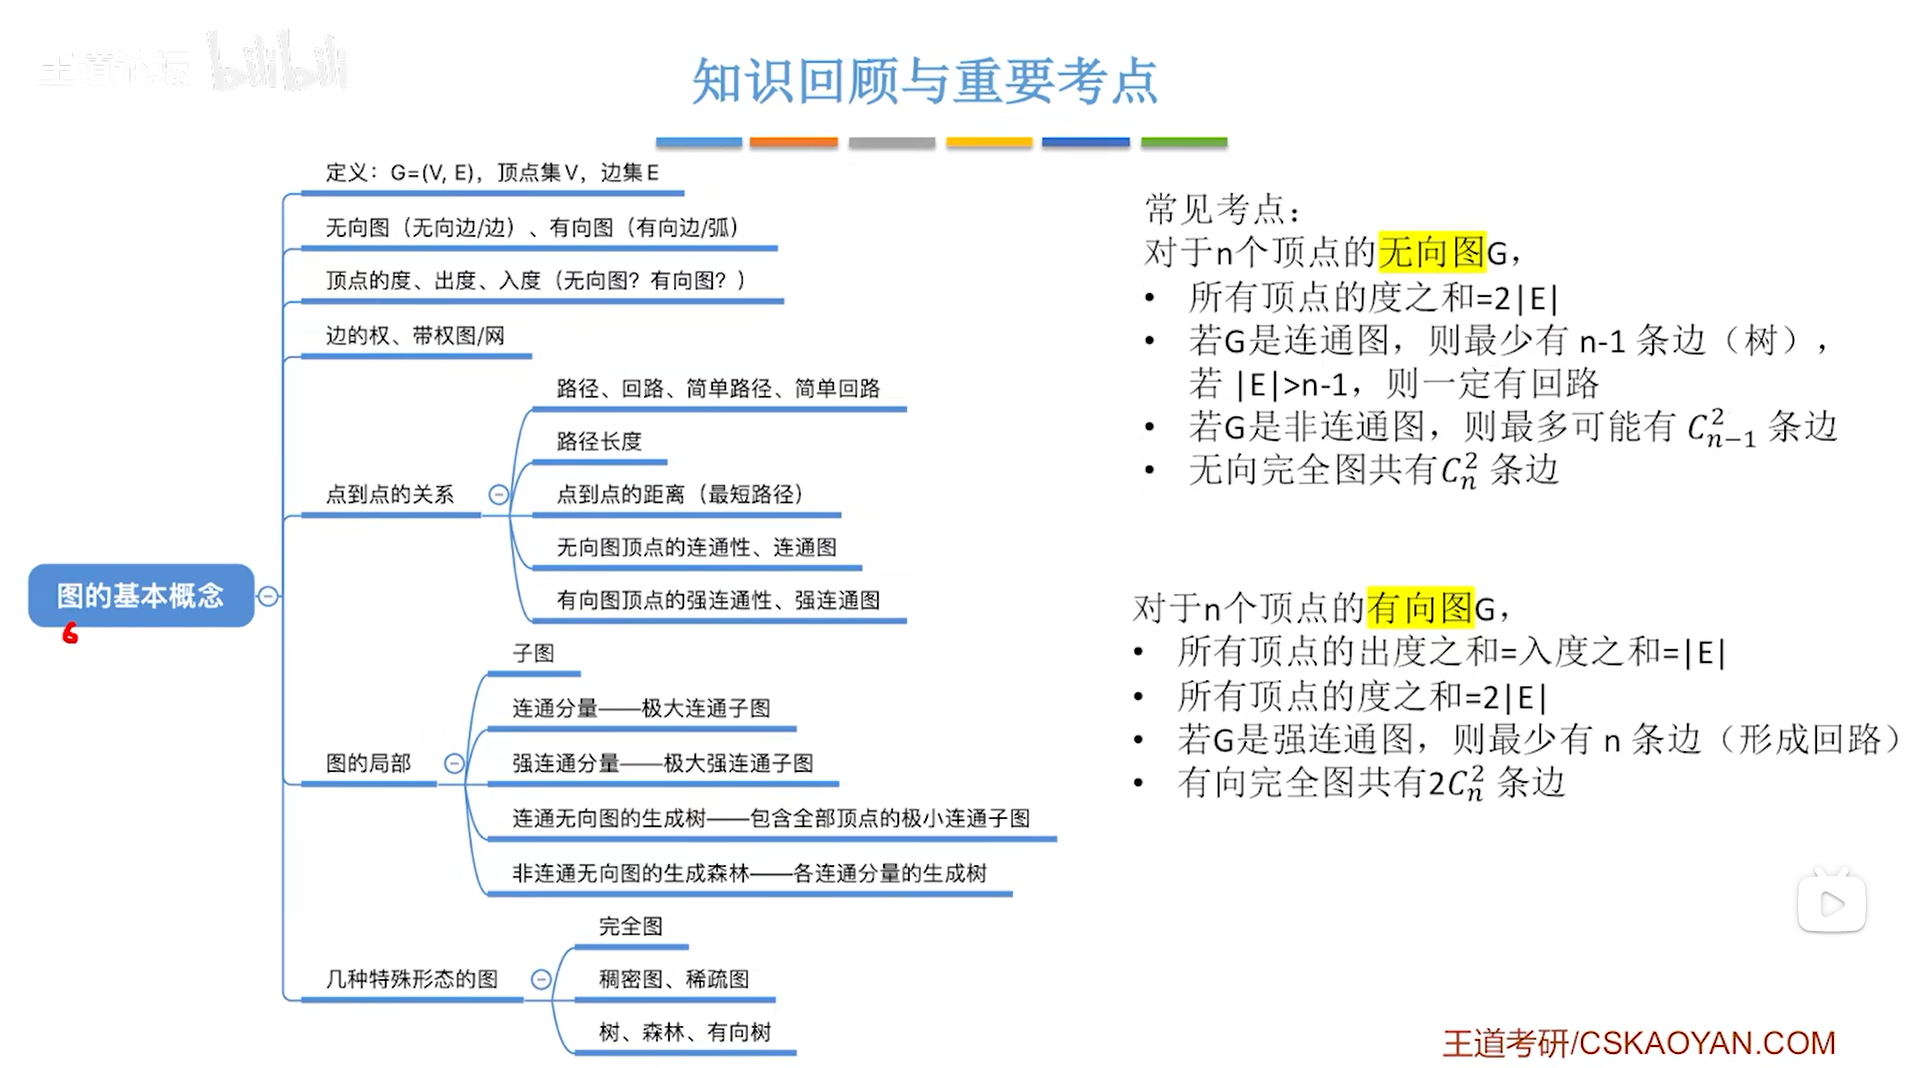 王道论坛 bilibili
知识回顾与重要考点
定义：G=(V, E)，顶点集V，边集E
无向图（无向边/边）、有向图（有向边/弧）
顶点的度、出度、入度（无向图？有向图？）
边的权、带权图/网
点到点的关系
路径、回路、简单路径、简单回路
路径长度
点到点的距离（最短路径）
无向图顶点的连通性、连通图
有向图顶点的强连通性、强连通图
图的基本概念
6
图的局部
子图
连通分量——极大连通子图
强连通分量——极大强连通子图
连通无向图的生成树——包含全部顶点的极小连通子图
非连通无向图的生成森林——各连通分量的生成树
几种特殊形态的图
完全图
稠密图、稀疏图
树、森林、有向树
常见考点：
对于n个顶点的无向图G，
• 所有顶点的度之和=2|E|
• 若G是连通图，则最少有 n-1 条边（树），
若 |E|>n-1，则一定有回路
• 若G是非连通图，则最多可能有 $C_{n-1}^2$ 条边
• 无向完全图共有$C_n^2$ 条边
对于n个顶点的有向图G，
• 所有顶点的出度之和=入度之和=|E|
• 所有顶点的度之和=2|E|
• 若G是强连通图，则最少有 n 条边（形成回路）
• 有向完全图共有$2C_n^2$ 条边
王道考研/CSKAOYAN.COM